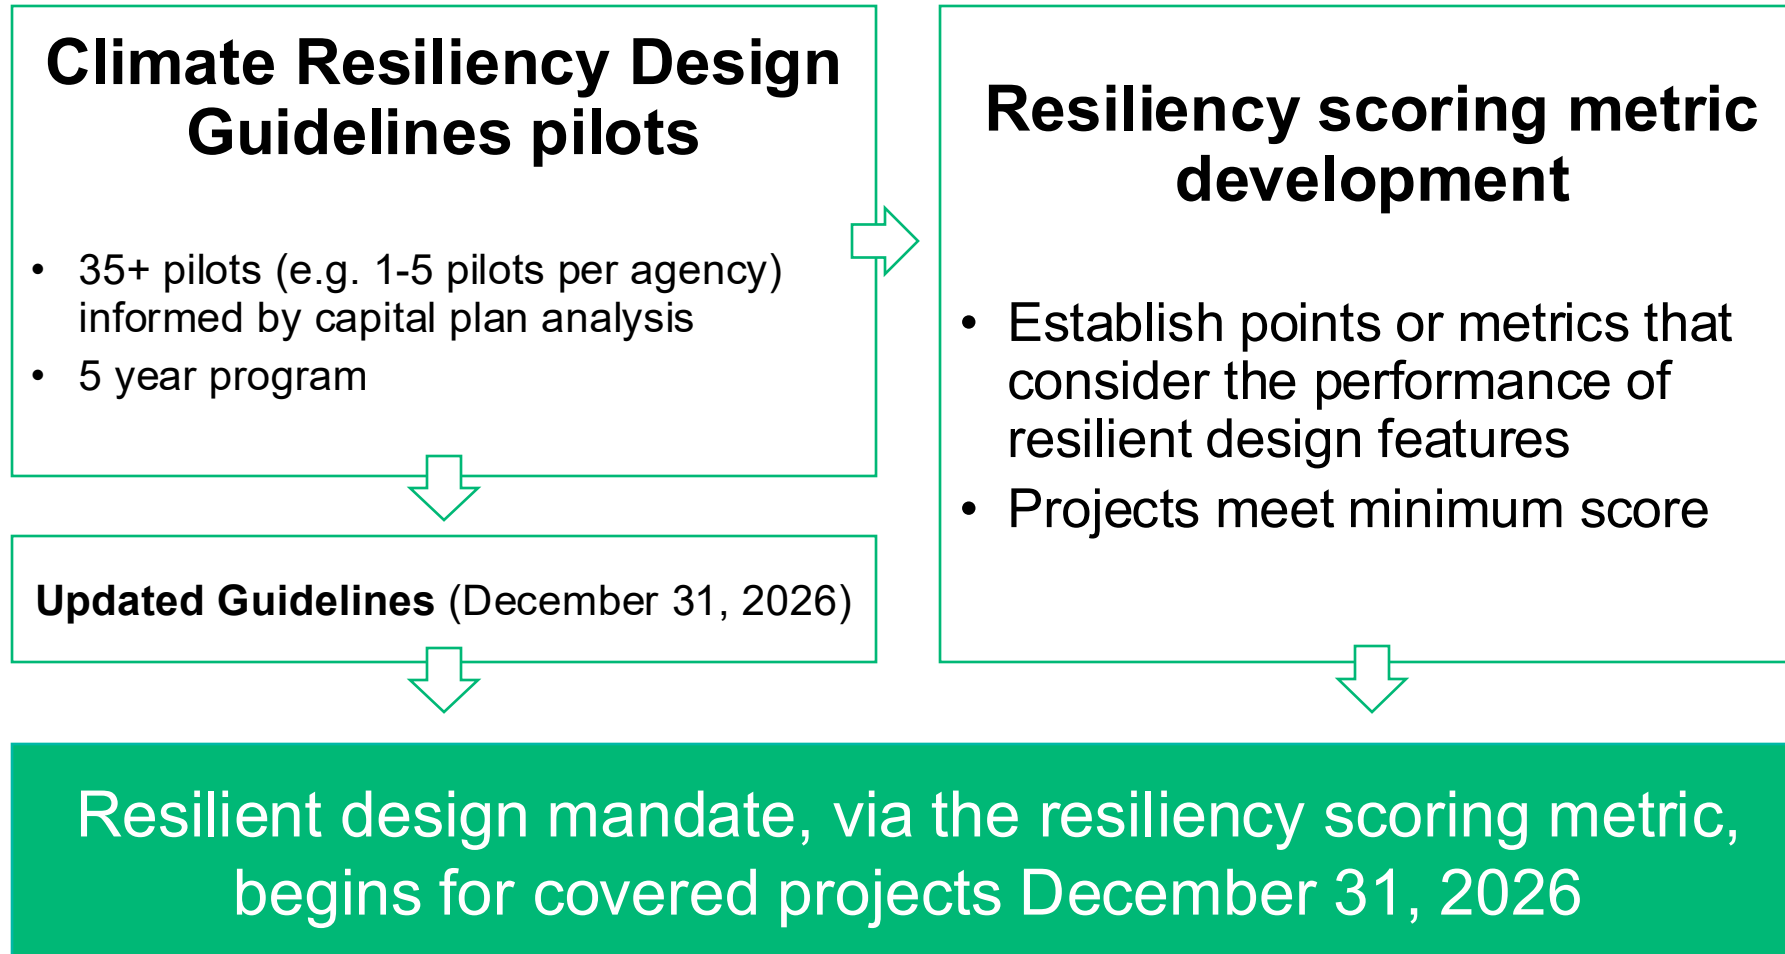 Climate Resiliency Design
Guidelines pilots
• 35+ pilots (e.g. 1-5 pilots per agency)
informed by capital plan analysis
• 5 year program
Updated Guidelines (December 31, 2026)
Resiliency scoring metric
development
• Establish points or metrics that
consider the performance of
resilient design features
• Projects meet minimum score
Resilient design mandate, via the resiliency scoring metric,
begins for covered projects December 31, 2026